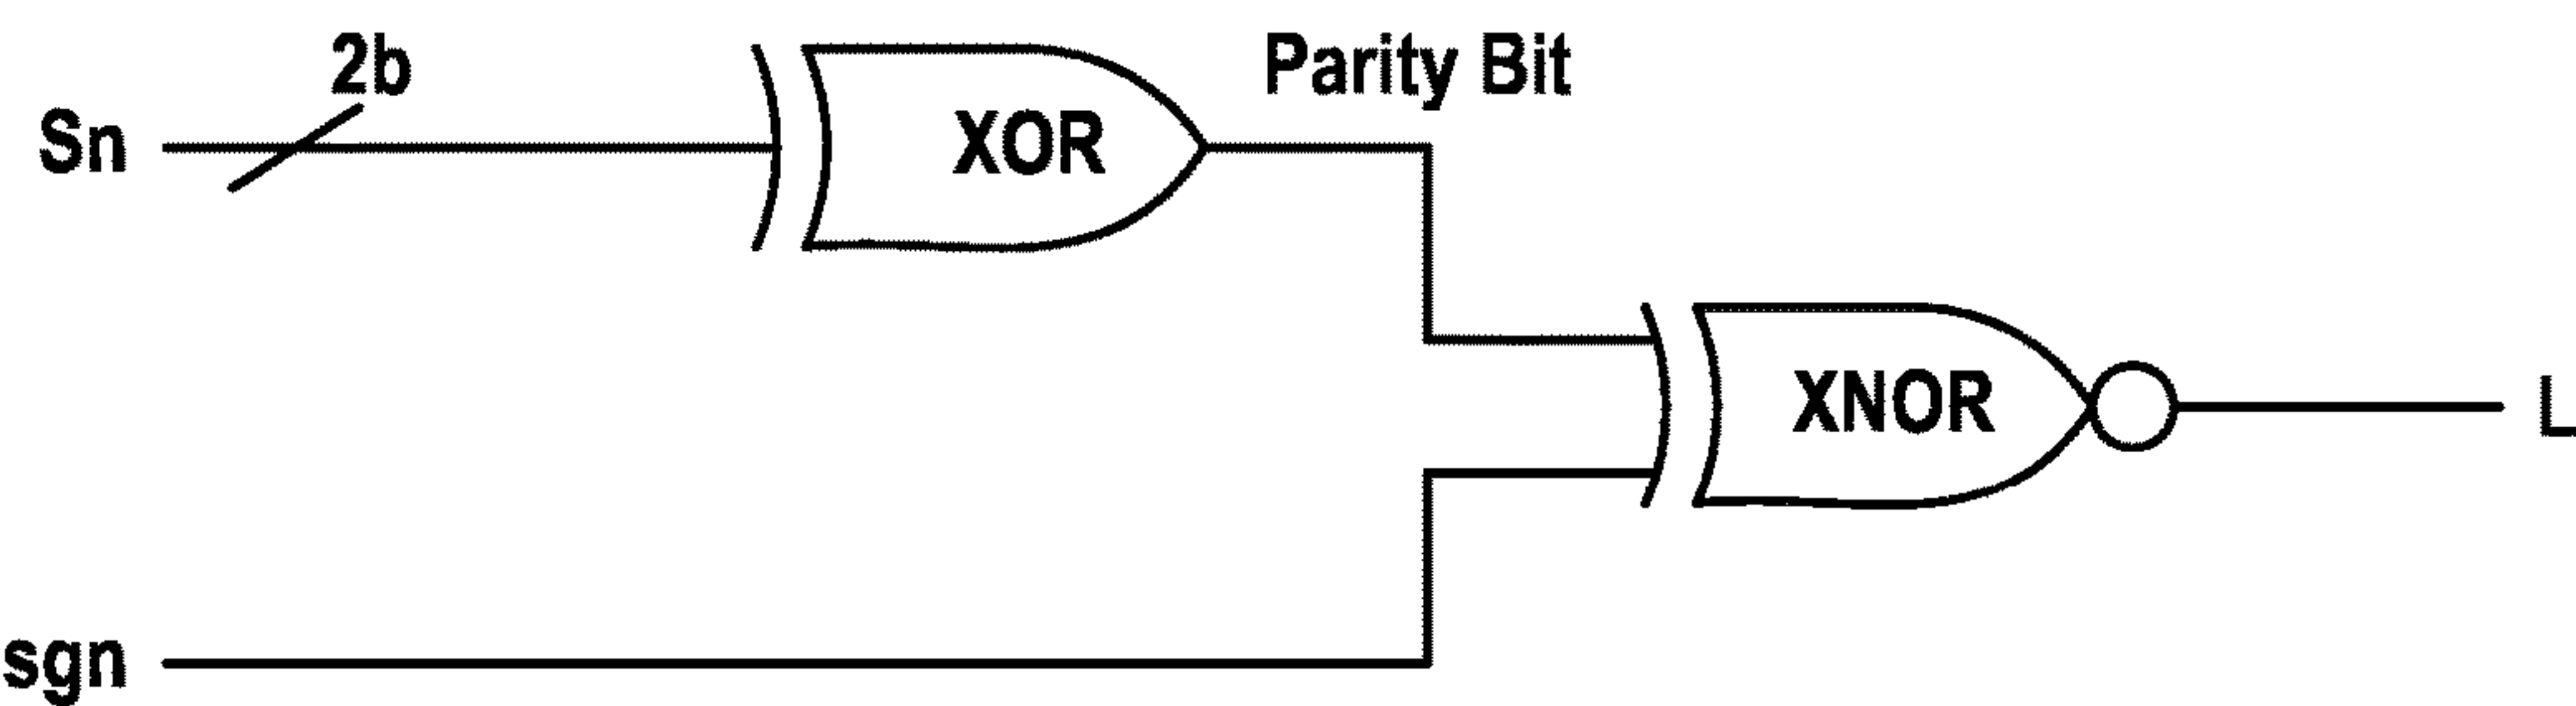 2b
Parity Bit
Sn
XOR
XNOR
L
sgn